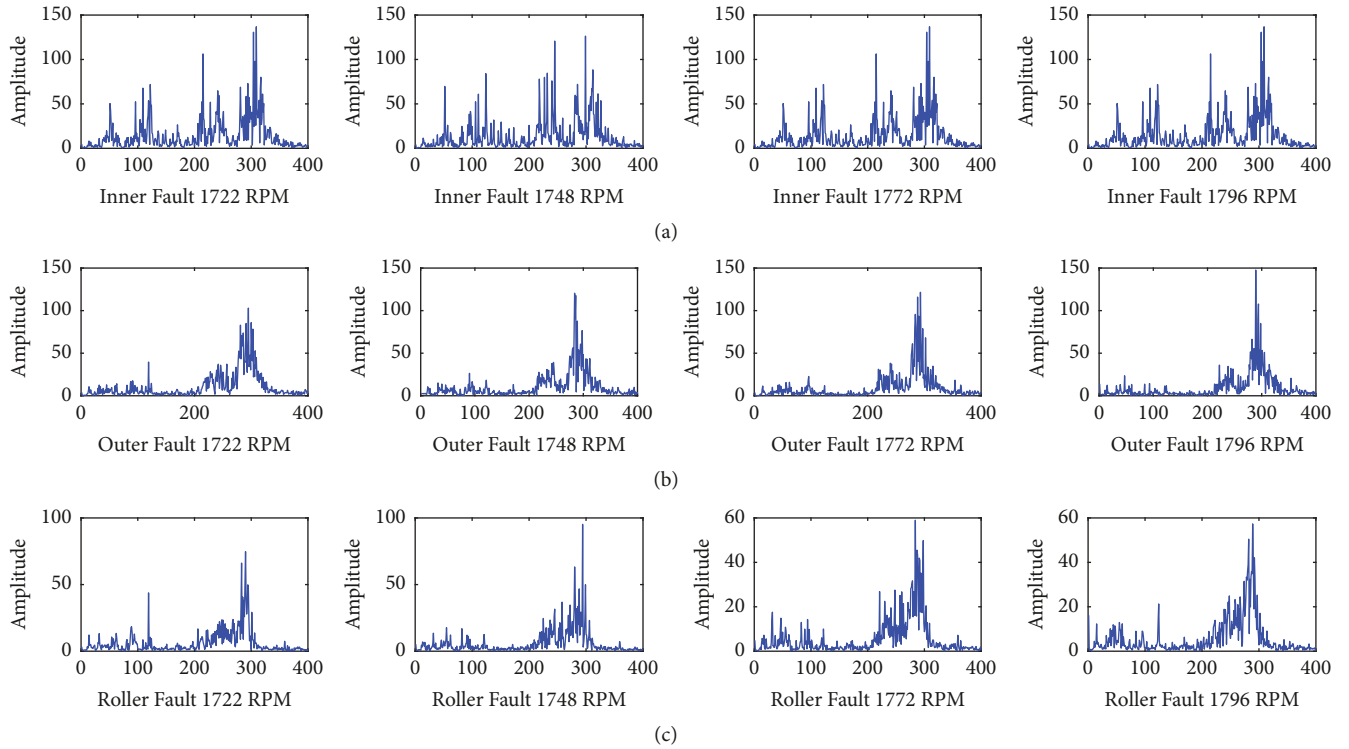 Amplitude
150
100
50
0
0 100 200 300 400
Inner Fault 1722 RPM
Amplitude
150
100
50
0
0 100 200 300 400
Inner Fault 1748 RPM
Amplitude
150
100
50
0
0 100 200 300 400
Inner Fault 1772 RPM
Amplitude
150
100
50
0
0 100 200 300 400
Inner Fault 1796 RPM
(a)
Amplitude
150
100
50
0
0 200 400
Outer Fault 1722 RPM
Amplitude
150
100
50
0
0 100 200 300 400
Outer Fault 1748 RPM
Amplitude
150
100
50
0
0 200 400
Outer Fault 1772 RPM
Amplitude
150
100
50
0
0 100 200 300 400
Outer Fault 1796 RPM
(b)
Amplitude
100
50
0
0 100 200 300 400
Roller Fault 1722 RPM
Amplitude
100
50
0
0 100 200 300 400
Roller Fault 1748 RPM
Amplitude
60
40
20
0
0 100 200 300 400
Roller Fault 1772 RPM
Amplitude
60
40
20
0
0 100 200 300 400
Roller Fault 1796 RPM
(c)